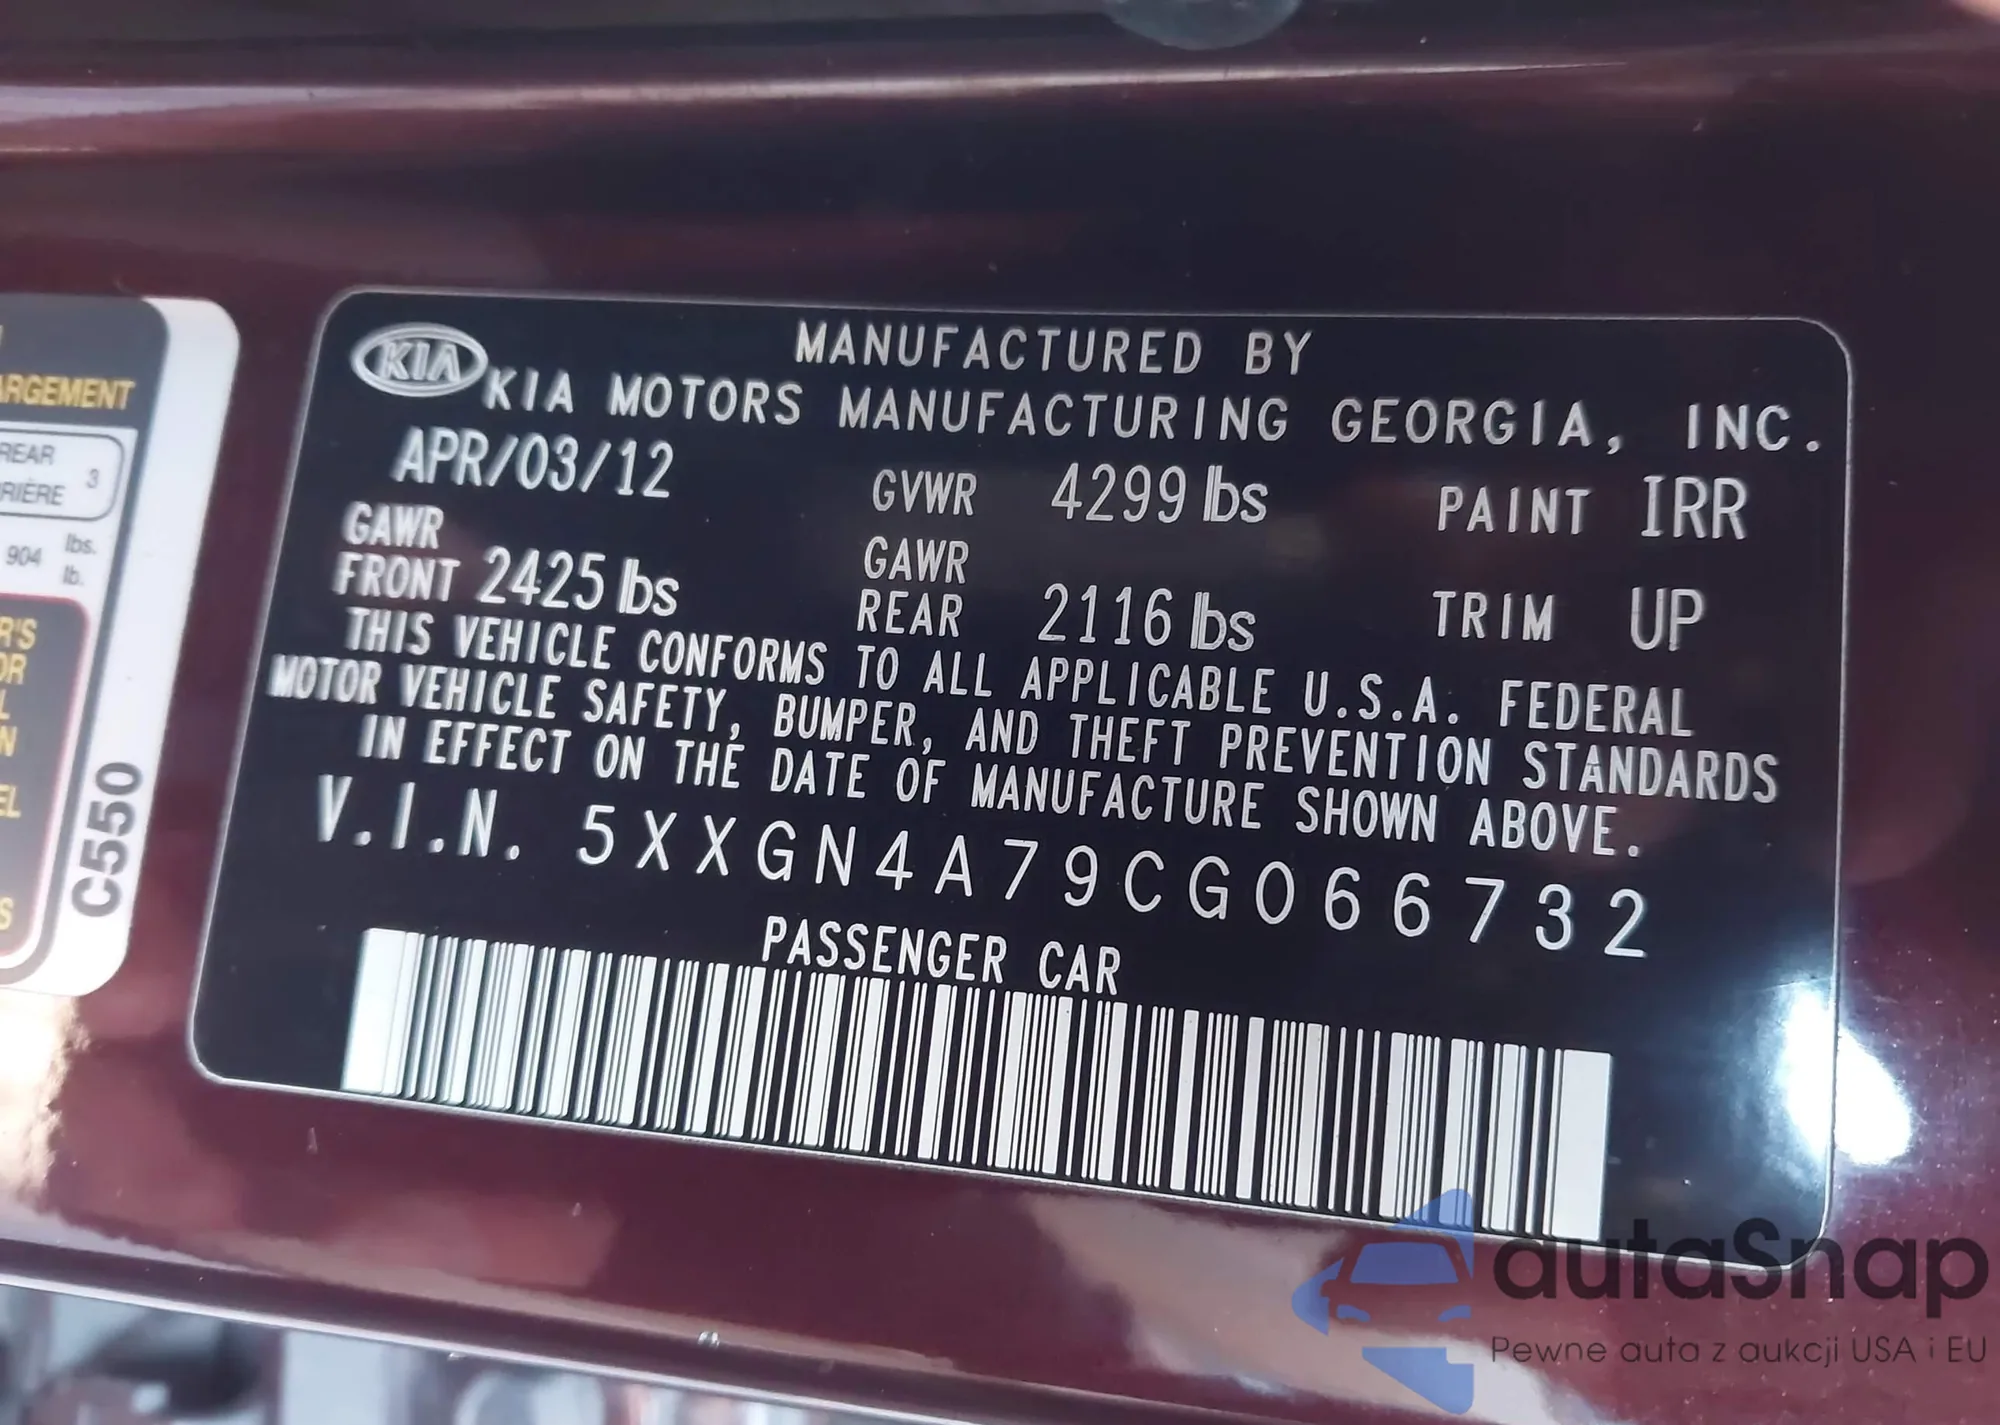 KIA
MANUFACTURED BY
KIA MOTORS MANUFACTURING GEORGIA, INC.
APR/03/12 GVWR 4299 lbs PAINT IRR
GAWR FRONT 2425 lbs GAWR REAR 2116 lbs TRIM UP
THIS VEHICLE CONFORMS TO ALL APPLICABLE U.S.A. FEDERAL
MOTOR VEHICLE SAFETY, BUMPER, AND THEFT PREVENTION STANDARDS
IN EFFECT ON THE DATE OF MANUFACTURE SHOWN ABOVE.
V.I.N. 5XXGN4A79CG066732
PASSENGER CAR
REAR 3
904 lbs.
lb.
C550
autaSnap
Pewne auta z aukcji USA i EU